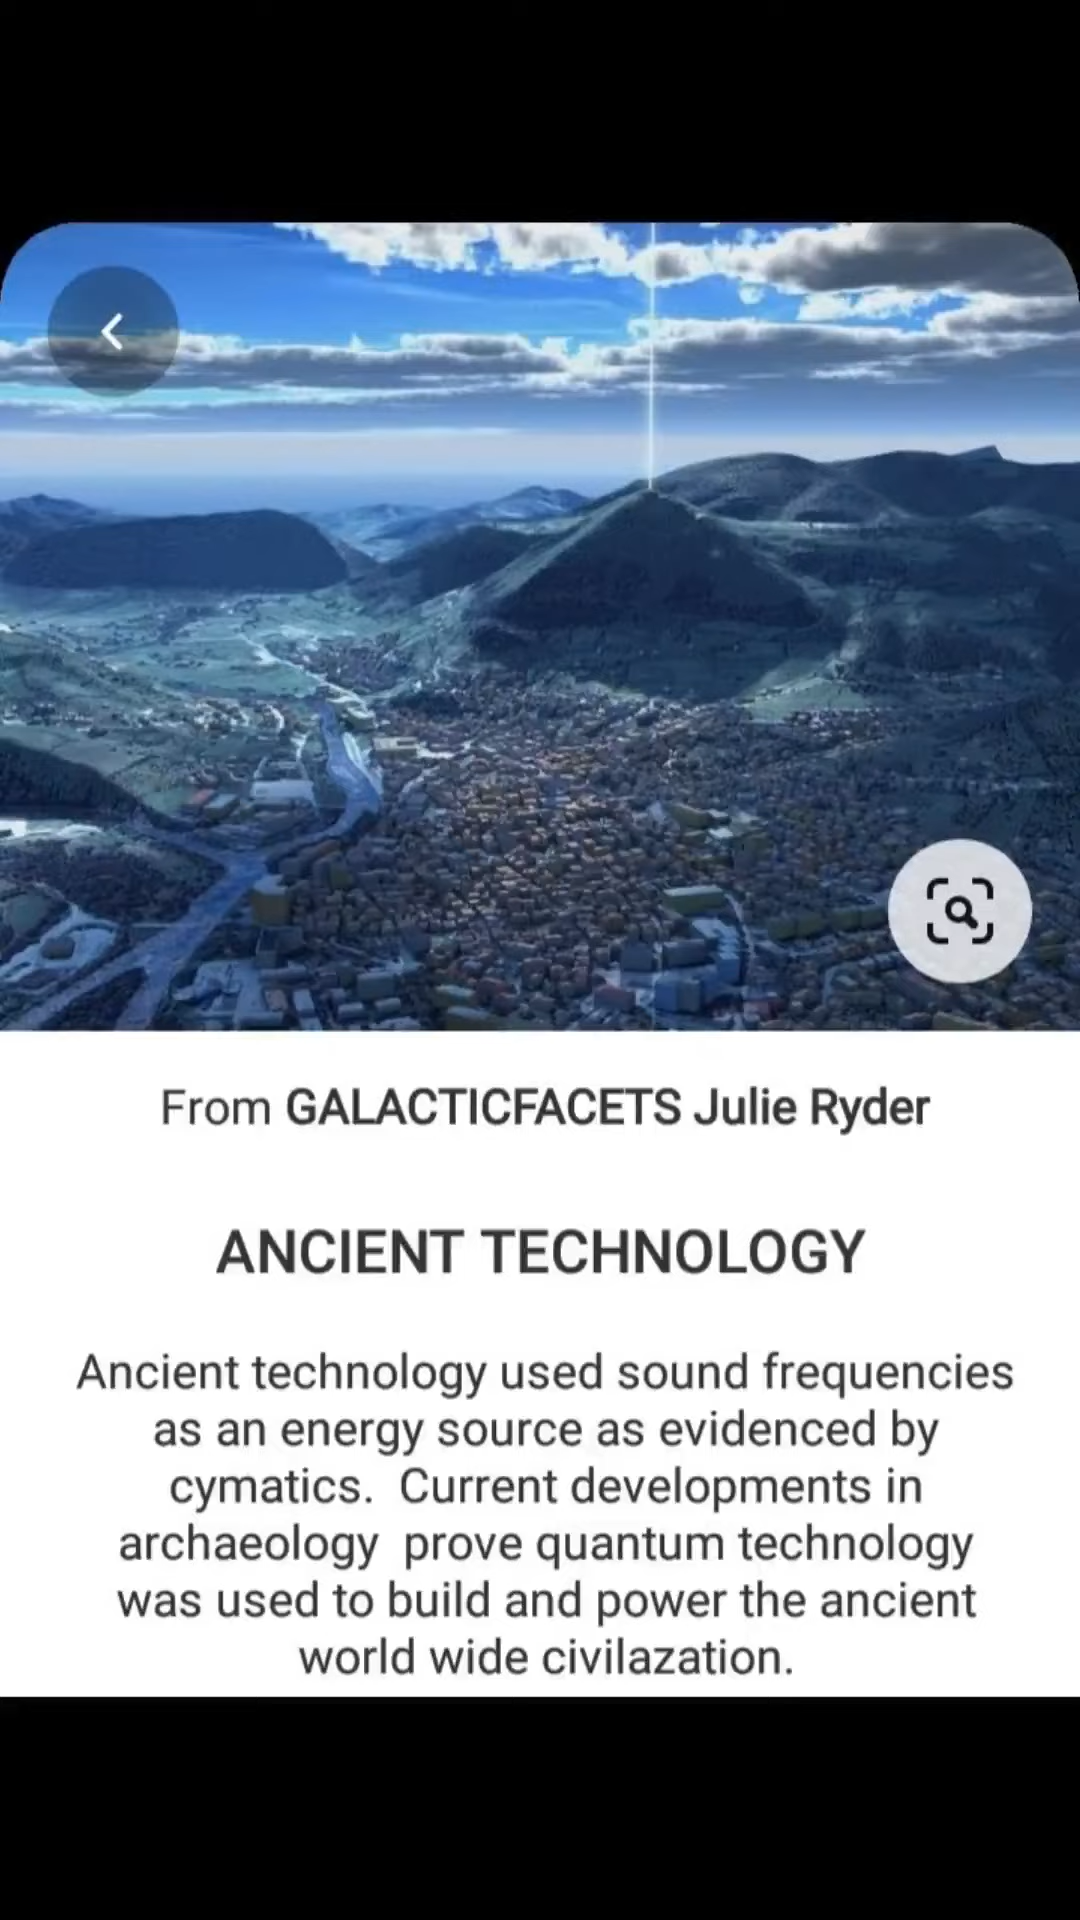 From GALACTICFACETS Julie Ryder
ANCIENT TECHNOLOGY
Ancient technology used sound frequencies
as an energy source as evidenced by
cymatics.  Current developments in
archaeology  prove quantum technology
was used to build and power the ancient
world wide civilazation.